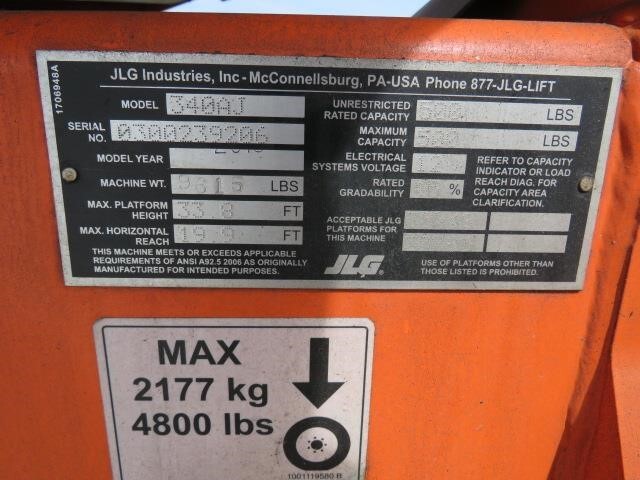 1706948A
JLG Industries, Inc - McConnellsburg, PA-USA Phone 877-JLG-LIFT
MODEL 340AJ
SERIAL NO. 0300239206
MODEL YEAR
MACHINE WT. 9615 LBS
MAX. PLATFORM HEIGHT 33.8 FT
MAX. HORIZONTAL REACH 19.9 FT
THIS MACHINE MEETS OR EXCEEDS APPLICABLE
REQUIREMENTS OF ANSI A92.5 2006 AS ORIGINALLY
MANUFACTURED FOR INTENDED PURPOSES.
UNRESTRICTED
RATED CAPACITY LBS
MAXIMUM
CAPACITY LBS
ELECTRICAL
SYSTEMS VOLTAGE
RATED
GRADABILITY %
REFER TO CAPACITY
INDICATOR OR LOAD
REACH DIAG. FOR
CAPACITY AREA
CLARIFICATION.
ACCEPTABLE JLG
PLATFORMS FOR
THIS MACHINE
JLG®
USE OF PLATFORMS OTHER THAN
THOSE LISTED IS PROHIBITED.
MAX
2177 kg
4800 lbs
1001119580 B